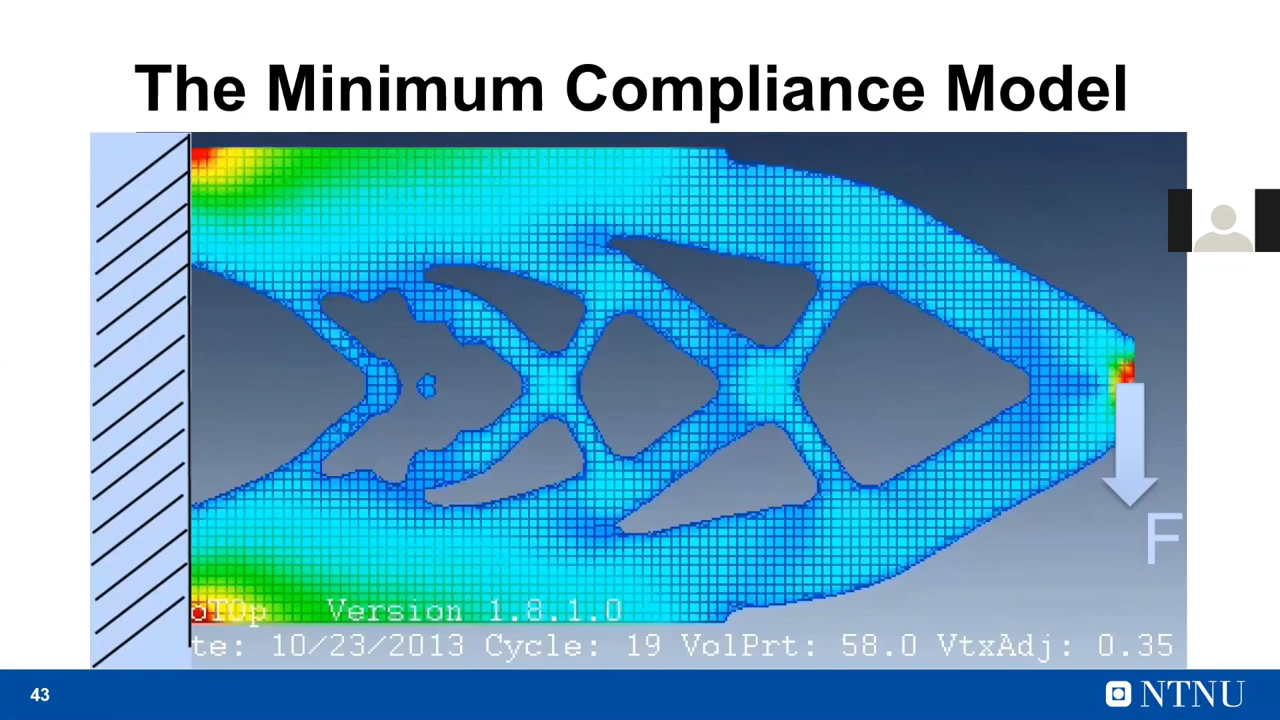 The Minimum Compliance Model
F
oTOp Version 1.8.1.0
te: 10/23/2013 Cycle: 19 VolPrt: 58.0 VtxAdj: 0.35
43
NTNU